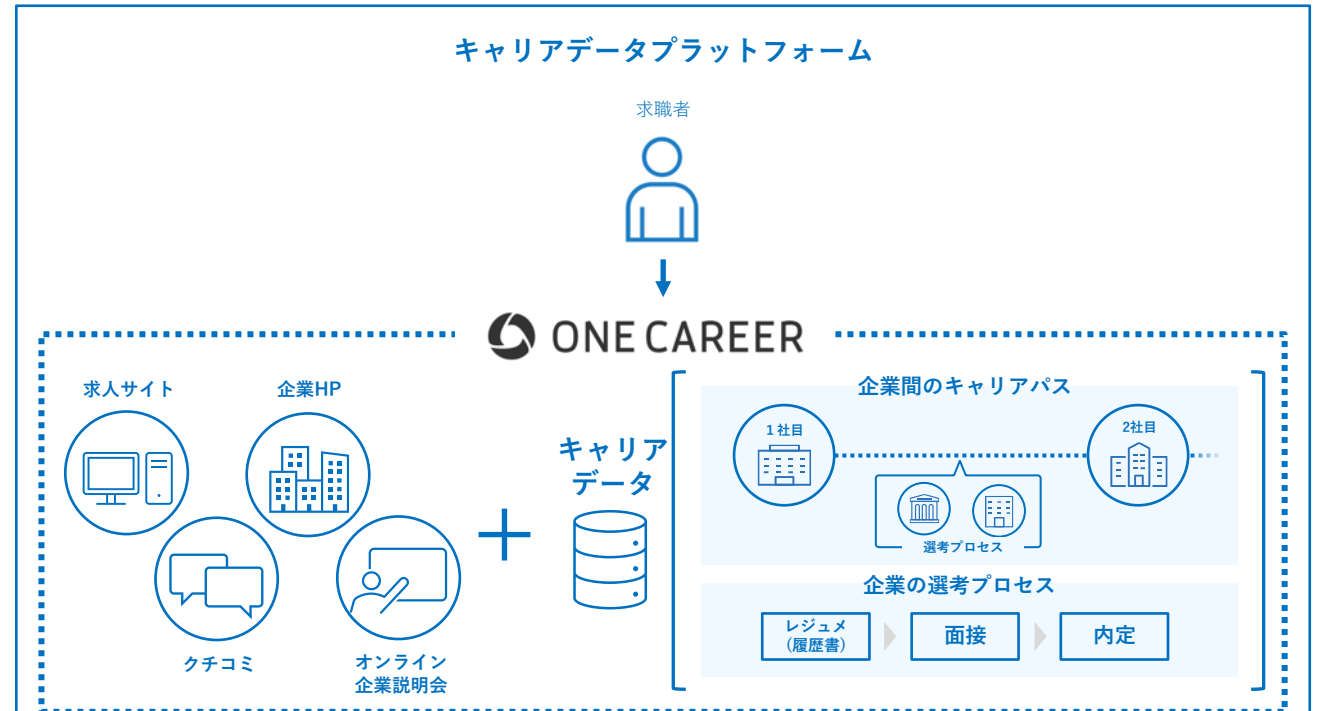 キャリアデータプラットフォーム
求職者
ONE CAREER
求人サイト
企業HP
クチコミ
オンライン
企業説明会
キャリア
データ
企業間のキャリアパス
1社目
2社目
選考プロセス
企業の選考プロセス
レジュメ
(履歴書)
面接
内定